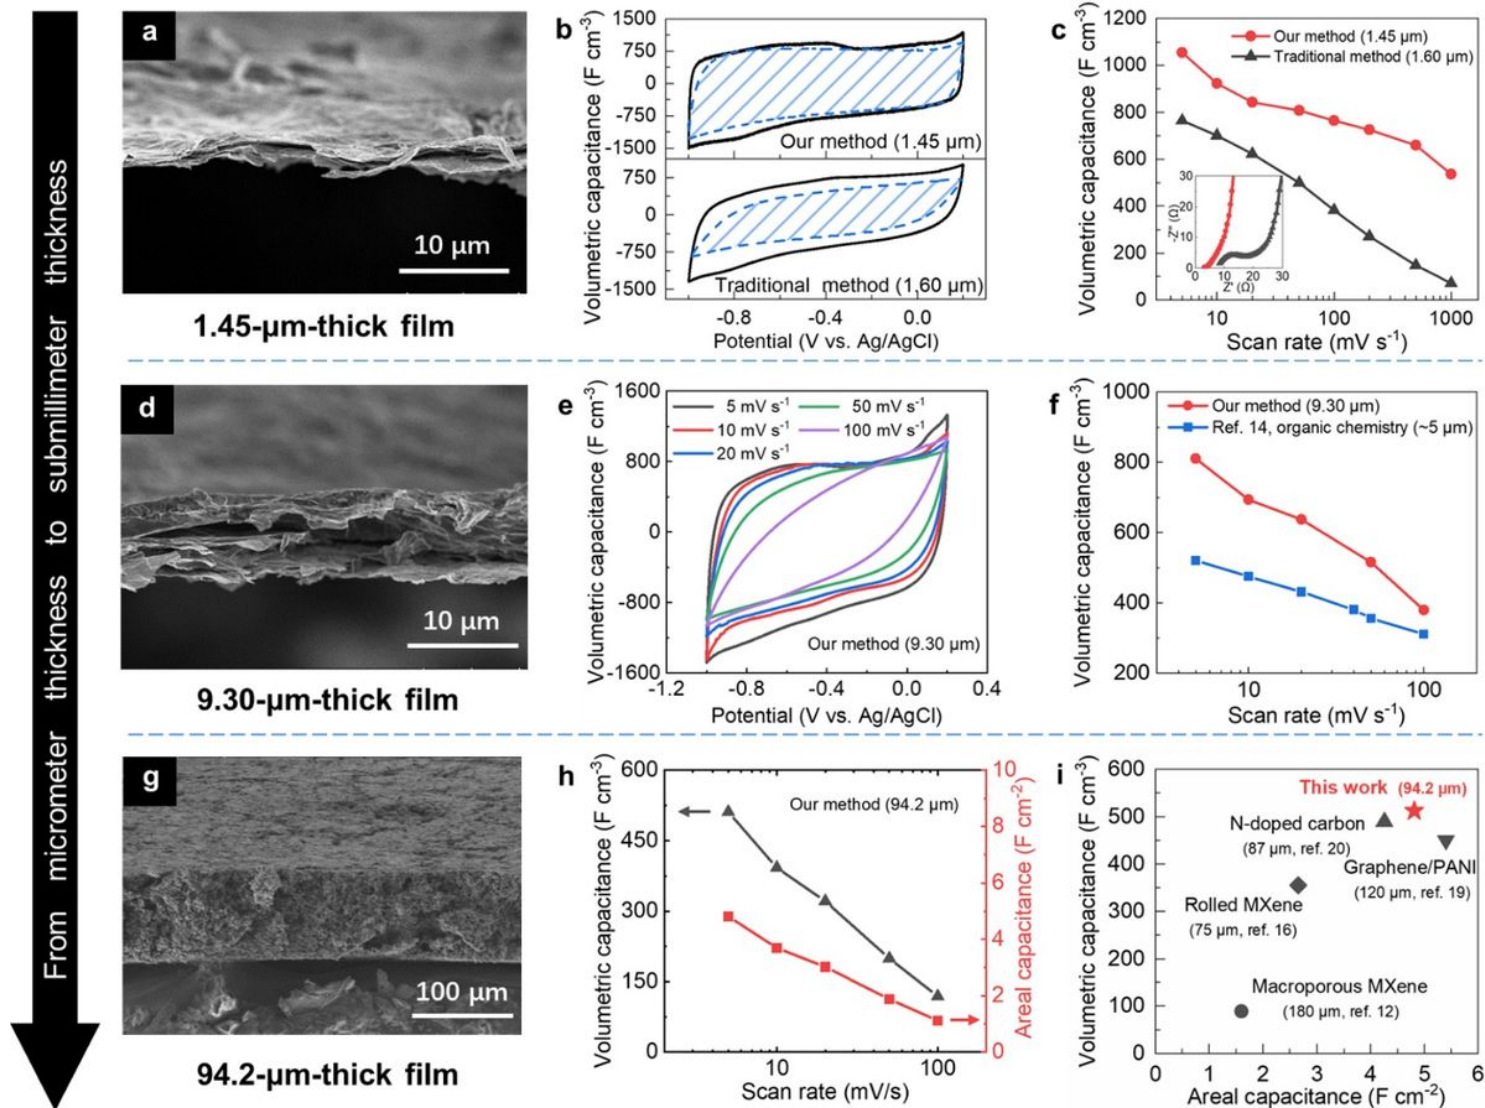 From micrometer thickness to submillimeter thickness
a
10 µm
1.45-µm-thick film
b
Volumetric capacitance (F cm-3)
1500
750
0
-750
-1500
Our method (1.45 µm)
750
0
-750
-1500
Traditional method (1,60 µm)
-0.8
-0.4
0.0
Potential (V vs. Ag/AgCl)
c
Volumetric capacitance (F cm-3)
1200
1000
800
600
400
200
0
Our method (1.45 µm)
Traditional method (1.60 µm)
-Z" (Ω)
30
20
10
0
0 10 20 30
Z' (Ω)
10 100 1000
Scan rate (mV s-1)
d
10 µm
9.30-µm-thick film
e
Volumetric capacitance (F cm-3)
1600
800
0
-800
-1600
5 mV s-1
50 mV s-1
10 mV s-1
100 mV s-1
20 mV s-1
Our method (9.30 µm)
-1.2 -0.8 -0.4 0.0 0.4
Potential (V vs. Ag/AgCl)
f
Volumetric capacitance (F cm-3)
1000
800
600
400
200
Our method (9.30 µm)
Ref. 14, organic chemistry (~5 µm)
10 100
Scan rate (mV s-1)
g
100 µm
94.2-µm-thick film
h
Volumetric capacitance (F cm-3)
600
450
300
150
0
Our method (94.2 µm)
10
8
6
4
2
0
Areal capacitance (F cm-2)
10 100
Scan rate (mV/s)
i
Volumetric capacitance (F cm-3)
600
500
400
300
200
100
0
This work (94.2 µm)
N-doped carbon
(87 µm, ref. 20)
Graphene/PANI
(120 µm, ref. 19)
Rolled MXene
(75 µm, ref. 16)
Macroporous MXene
(180 µm, ref. 12)
0 1 2 3 4 5 6
Areal capacitance (F cm-2)